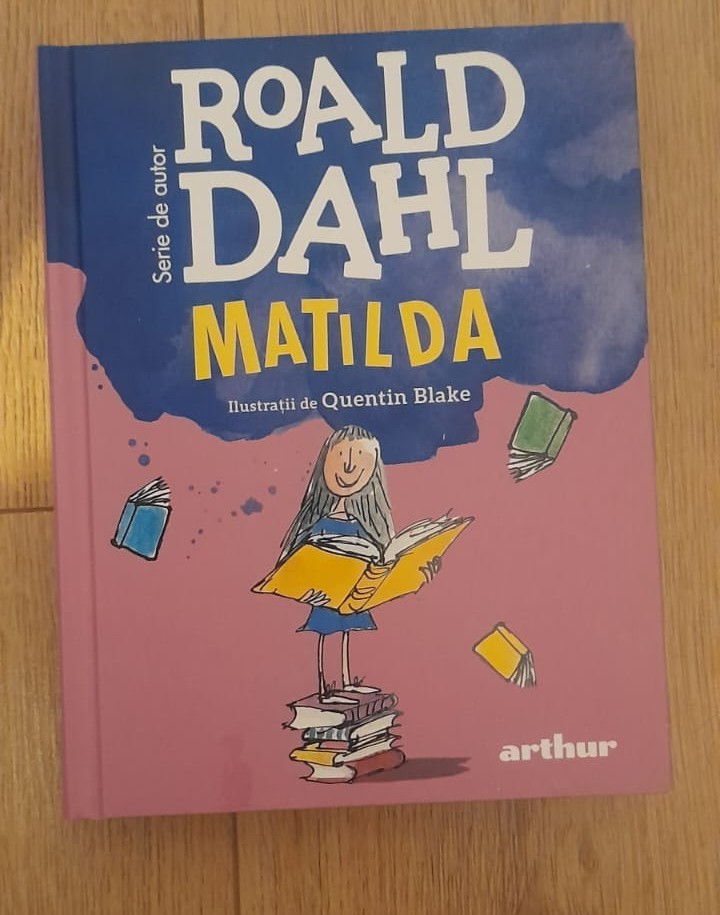 Serie de autor
ROALD
DAHL
MATILDA
Ilustrații de Quentin Blake
arthur